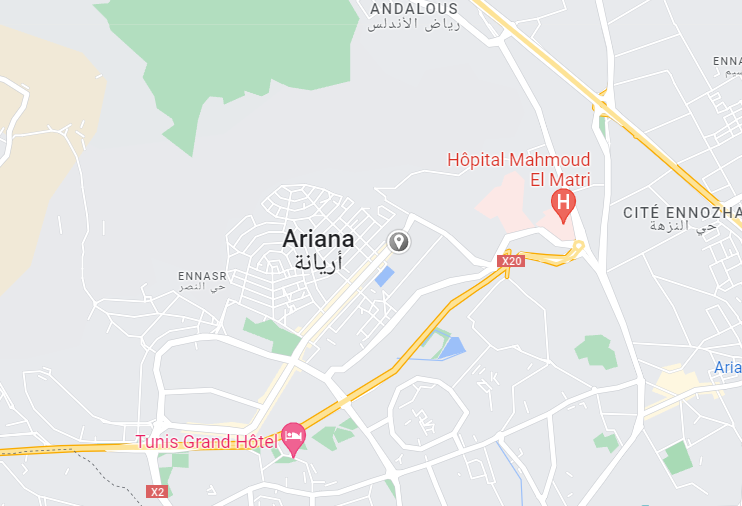 ANDALOUS
رياض الأندلس
ENNA
سيم
Hôpital Mahmoud
El Matri
H
CITÉ ENNOZHA
حي النزهة
Ariana
أريانة
X20
ENNASR
حي النصر
Aria
Tunis Grand Hôtel
X2